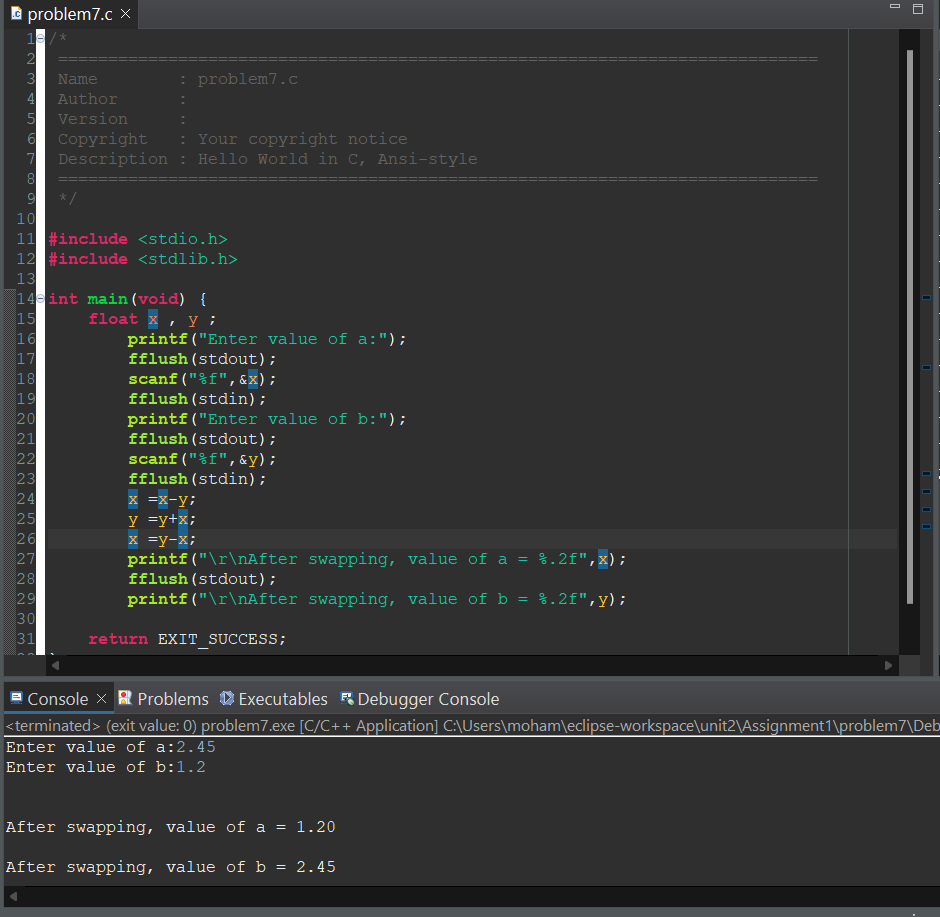 problem7.c
1 /*
2 ============================================================================
3 Name        : problem7.c
4 Author      :
5 Version     :
6 Copyright   : Your copyright notice
7 Description : Hello World in C, Ansi-style
8 ============================================================================
9 */
10
11 #include <stdio.h>
12 #include <stdlib.h>
13
14 int main(void) {
15     float x , y ;
16         printf("Enter value of a:");
17         fflush(stdout);
18         scanf("%f",&x);
19         fflush(stdin);
20         printf("Enter value of b:");
21         fflush(stdout);
22         scanf("%f",&y);
23         fflush(stdin);
24         x =x-y;
25         y =y+x;
26         x =y-x;
27         printf("\r\nAfter swapping, value of a = %.2f",x);
28         fflush(stdout);
29         printf("\r\nAfter swapping, value of b = %.2f",y);
30
31     return EXIT_SUCCESS;
Console Problems Executables Debugger Console
<terminated> (exit value: 0) problem7.exe [C/C++ Application] C:\Users\moham\eclipse-workspace\unit2\Assignment1\problem7\Deb
Enter value of a:2.45
Enter value of b:1.2
After swapping, value of a = 1.20
After swapping, value of b = 2.45